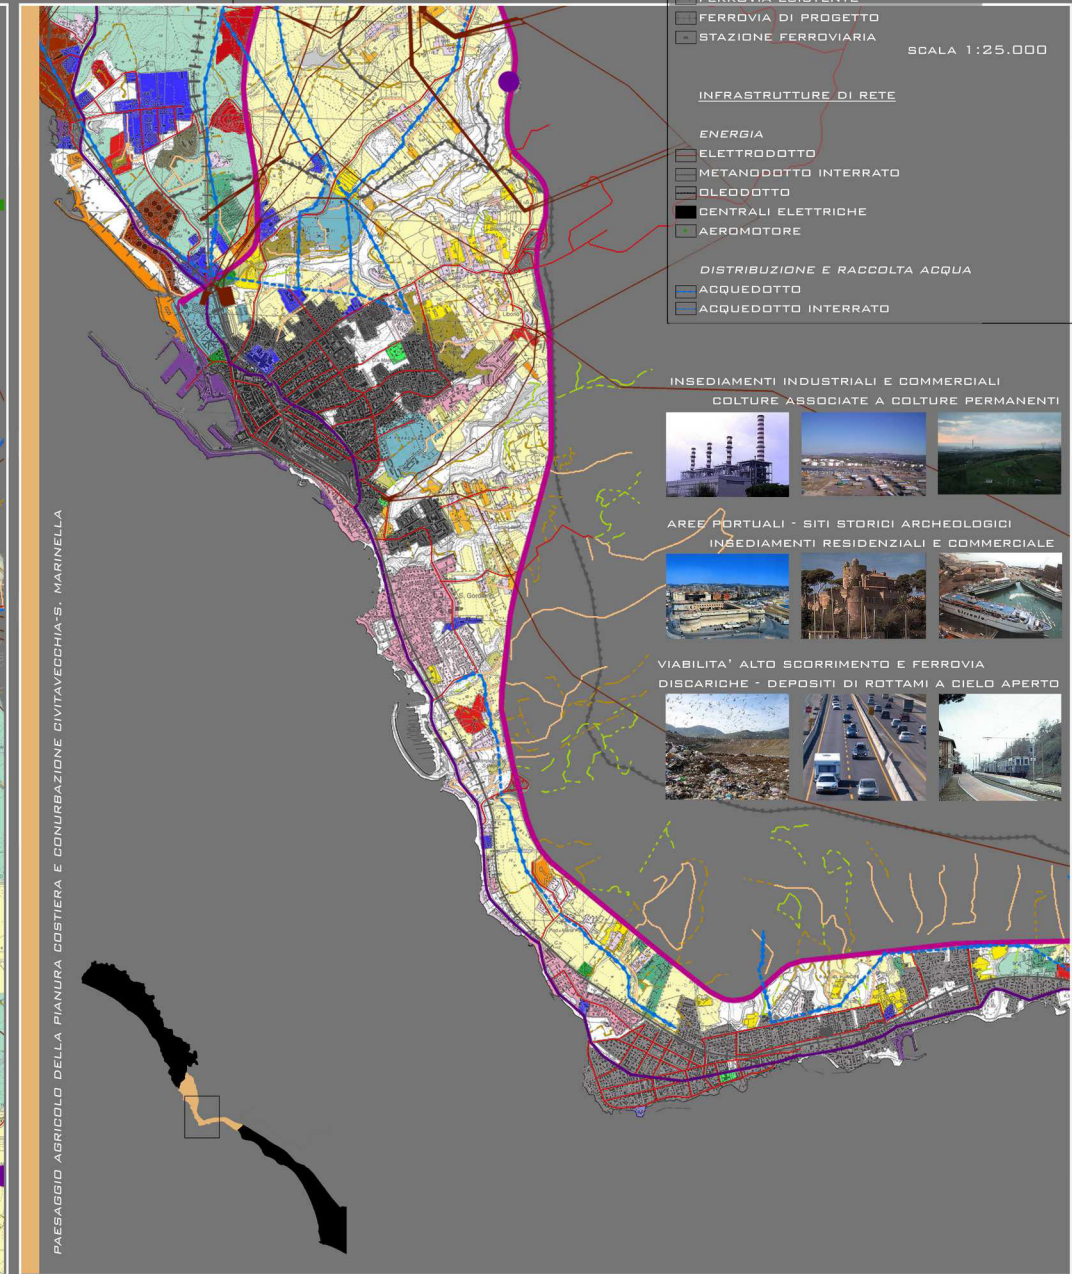 FERROVIA ESISTENTE
FERROVIA DI PROGETTO
STAZIONE FERROVIARIA
SCALA 1:25.000
INFRASTRUTTURE DI RETE
ENERGIA
ELETTRODOTTO
METANODOTTO INTERRATO
OLEODOTTO
CENTRALI ELETTRICHE
AEROMOTORE
DISTRIBUZIONE E RACCOLTA ACQUA
ACQUEDOTTO
ACQUEDOTTO INTERRATO
INSEDIAMENTI INDUSTRIALI E COMMERCIALI
COLTURE ASSOCIATE A COLTURE PERMANENTI
AREE PORTUALI - SITI STORICI ARCHEOLOGICI
INSEDIAMENTI RESIDENZIALI E COMMERCIALE
VIABILITA' ALTO SCORRIMENTO E FERROVIA
DISCARICHE - DEPOSITI DI ROTTAMI A CIELO APERTO
PAESAGGIO AGRICOLO DELLA PIANURA COSTIERA E CONURBAZIONE CIVITAVECCHIA-S. MARINELLA